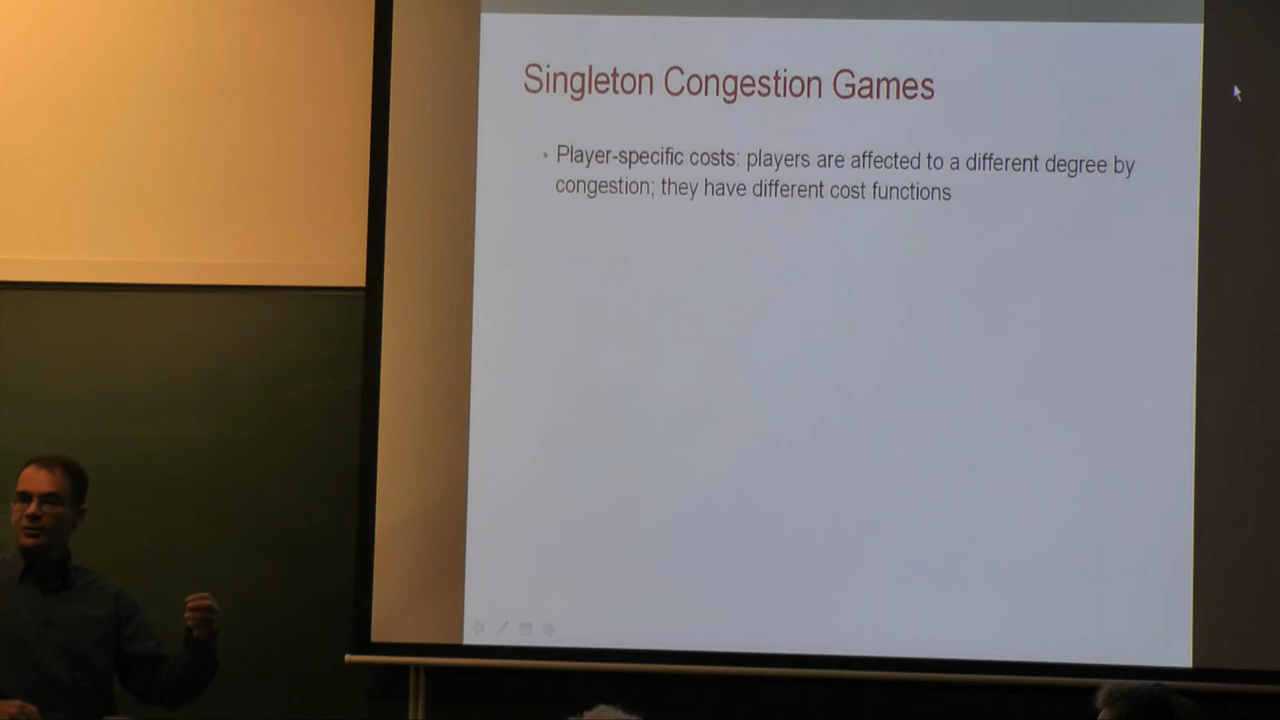 Singleton Congestion Games
• Player-specific costs: players are affected to a different degree by
congestion; they have different cost functions